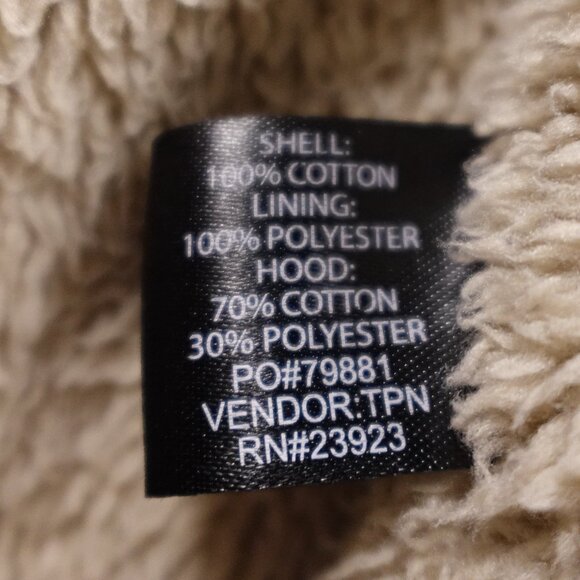 SHELL:
100% COTTON
LINING:
100% POLYESTER
HOOD:
70% COTTON
30% POLYESTER
PO#79881
VENDOR:TPN
RN#23923